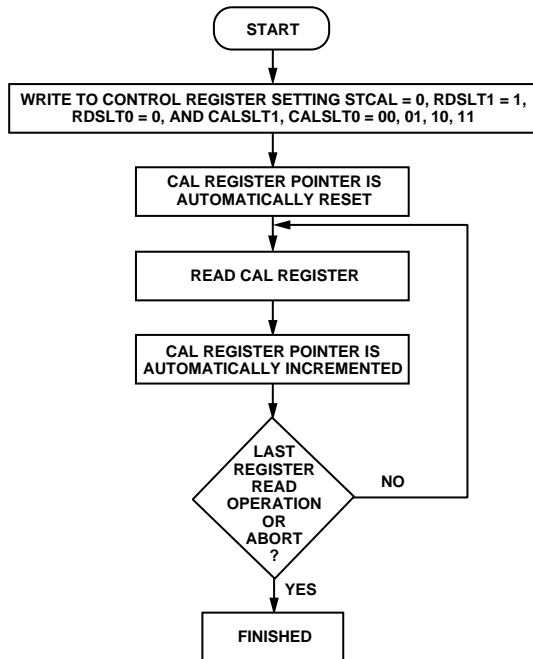 START
WRITE TO CONTROL REGISTER SETTING STCAL = 0, RDSLT1 = 1,
RDSLT0 = 0, AND CALSLT1, CALSLT0 = 00, 01, 10, 11
CAL REGISTER POINTER IS
AUTOMATICALLY RESET
READ CAL REGISTER
CAL REGISTER POINTER IS
AUTOMATICALLY INCREMENTED
LAST
REGISTER
READ
OPERATION
OR
ABORT
?
NO
YES
FINISHED